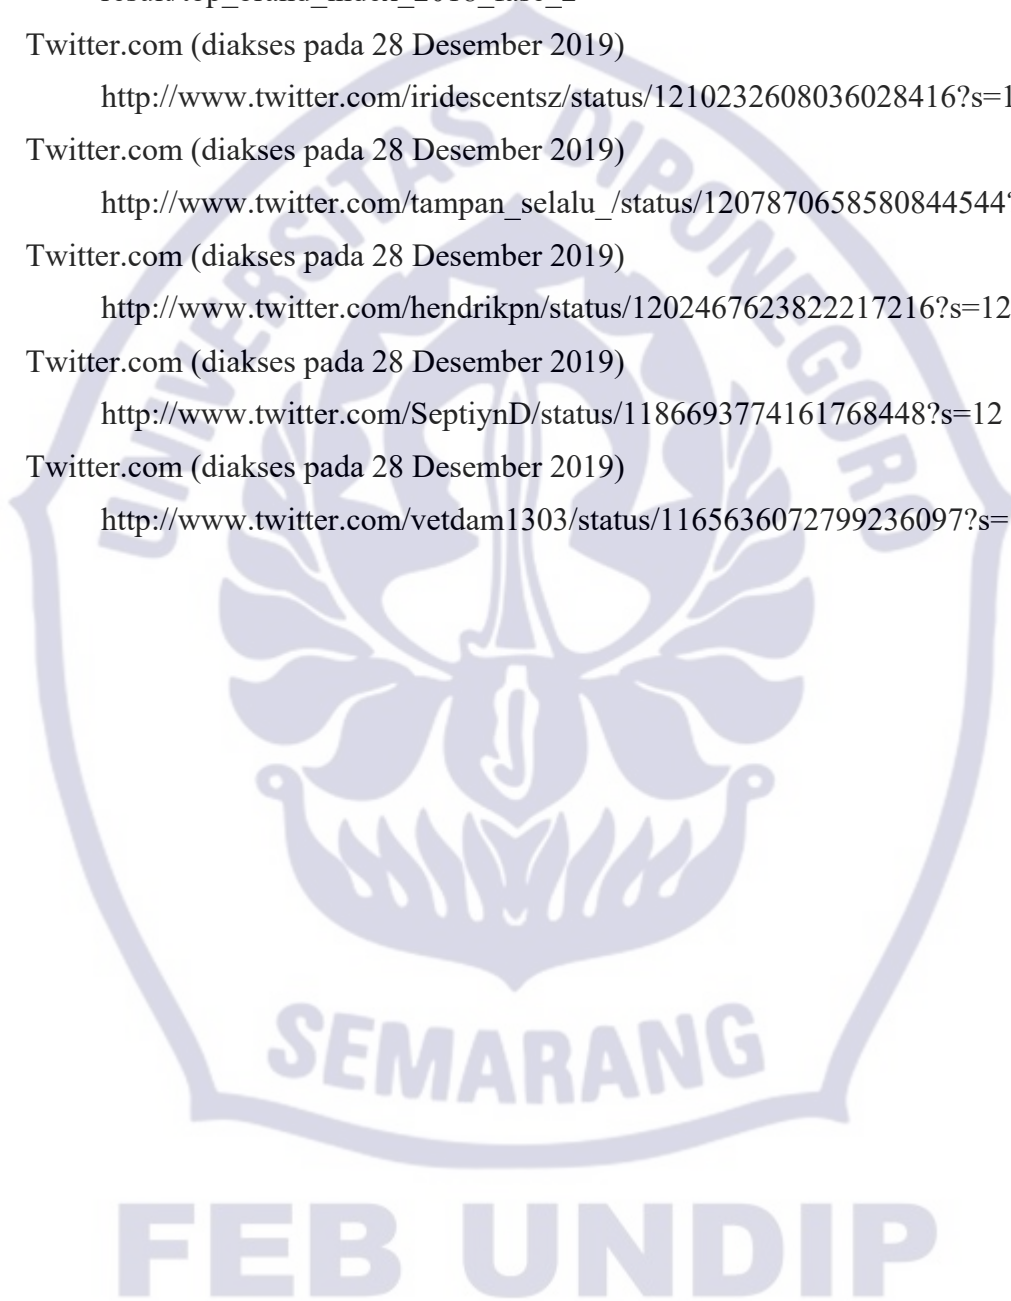 result/top_brand_index_2018_fase_2
Twitter.com (diakses pada 28 Desember 2019)
http://www.twitter.com/iridescentsz/status/1210232608036028416?s=1
Twitter.com (diakses pada 28 Desember 2019)
http://www.twitter.com/tampan_selalu_/status/1207870658580844544?
Twitter.com (diakses pada 28 Desember 2019)
http://www.twitter.com/hendrikpn/status/1202467623822217216?s=12
Twitter.com (diakses pada 28 Desember 2019)
http://www.twitter.com/SeptiynD/status/1186693774161768448?s=12
Twitter.com (diakses pada 28 Desember 2019)
http://www.twitter.com/vetdam1303/status/1165636072799236097?s=
UNIVERSITAS DIPONEGORO
SEMARANG
FEB UNDIP